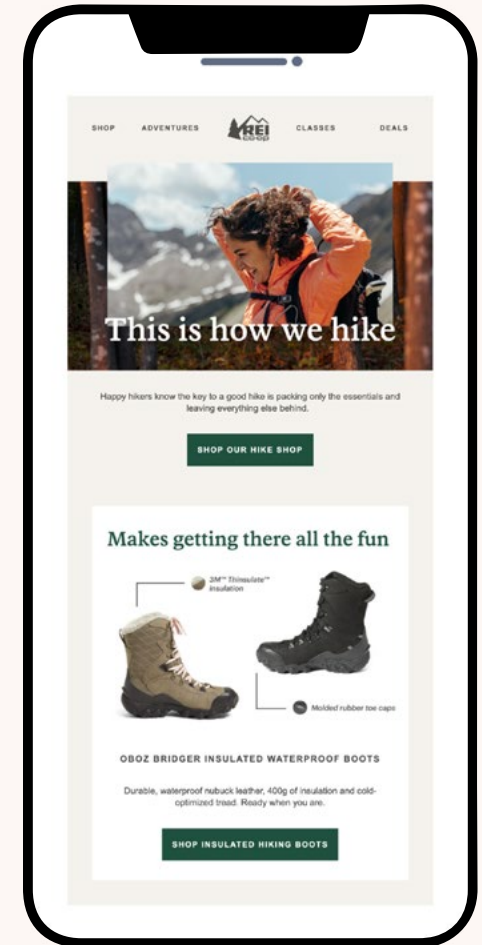 SHOP ADVENTURES REI co·op CLASSES DEALS
This is how we hike
Happy hikers know the key to a good hike is packing only the essentials and
leaving everything else behind.
SHOP OUR HIKE SHOP
Makes getting there all the fun
3M™ Thinsulate™
insulation
Molded rubber toe caps
OBOZ BRIDGER INSULATED WATERPROOF BOOTS
Durable, waterproof nubuck leather, 400g of insulation and cold-
optimized tread. Ready when you are.
SHOP INSULATED HIKING BOOTS